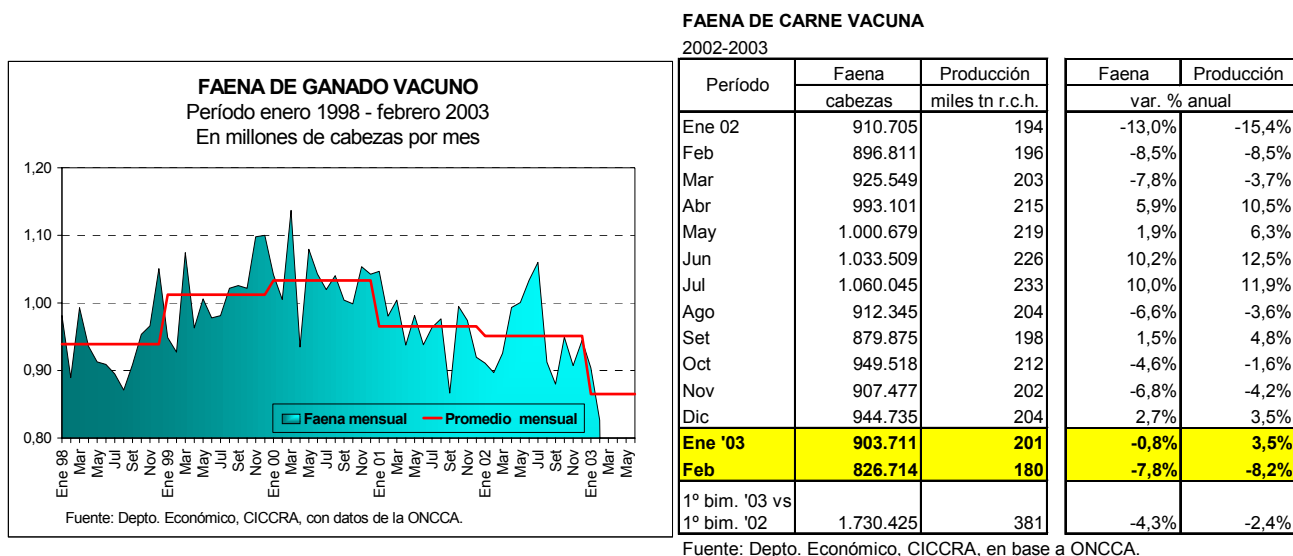 FAENA DE GANADO VACUNO
Período enero 1998 - febrero 2003
En millones de cabezas por mes
1,20
1,10
1,00
0,90
0,80
Faena mensual Promedio mensual
Ene 98 Mar May Jul Set Nov Ene 99 Mar May Jul Set Nov Ene 00 Mar May Jul Set Nov Ene 01 Mar May Jul Set Nov Ene 02 Mar May Jul Set Nov Ene 03 Mar May
Fuente: Depto. Económico, CICCRA, con datos de la ONCCA.
FAENA DE CARNE VACUNA
2002-2003
Período Faena Producción Faena Producción
cabezas miles tn r.c.h. var. % anual
Ene 02 910.705 194 -13,0% -15,4%
Feb 896.811 196 -8,5% -8,5%
Mar 925.549 203 -7,8% -3,7%
Abr 993.101 215 5,9% 10,5%
May 1.000.679 219 1,9% 6,3%
Jun 1.033.509 226 10,2% 12,5%
Jul 1.060.045 233 10,0% 11,9%
Ago 912.345 204 -6,6% -3,6%
Set 879.875 198 1,5% 4,8%
Oct 949.518 212 -4,6% -1,6%
Nov 907.477 202 -6,8% -4,2%
Dic 944.735 204 2,7% 3,5%
Ene '03 903.711 201 -0,8% 3,5%
Feb 826.714 180 -7,8% -8,2%
1º bim. '03 vs
1º bim. '02 1.730.425 381 -4,3% -2,4%
Fuente: Depto. Económico, CICCRA, en base a ONCCA.